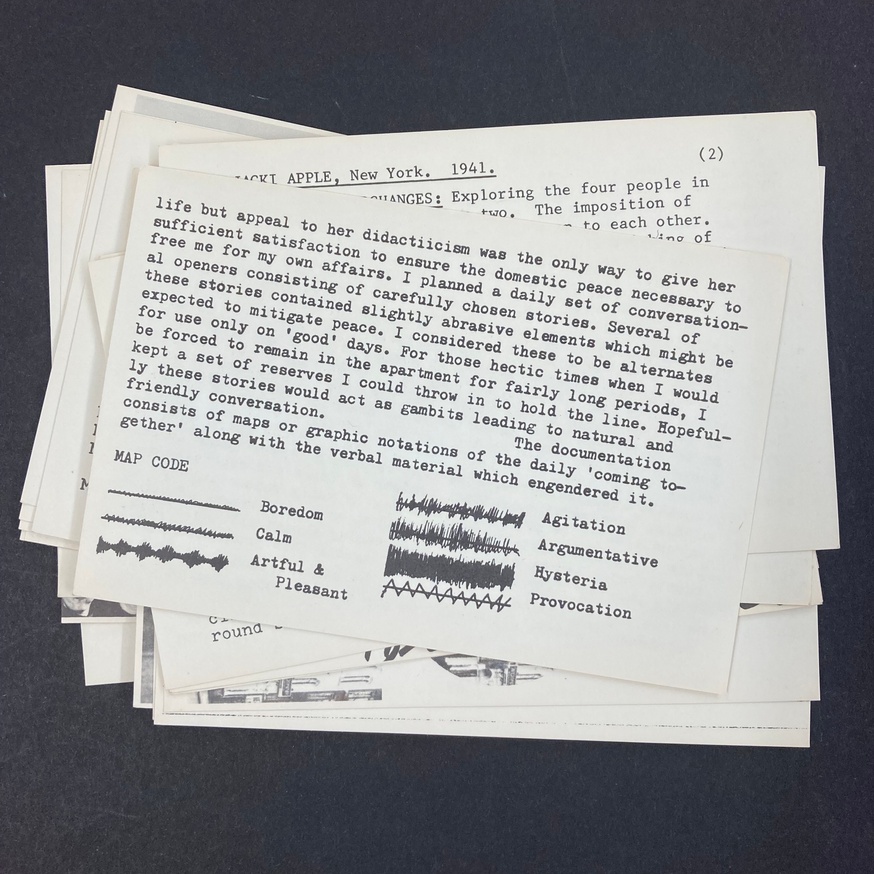 (2)
JACKI APPLE, New York. 1941.
CHANGES: Exploring the four people in
two. The imposition of
to each other.
of
life but appeal to her didactiicism was the only way to give her
sufficient satisfaction to ensure the domestic peace necessary to
free me for my own affairs. I planned a daily set of conversation-
al openers consisting of carefully chosen stories. Several of
these stories contained slightly abrasive elements which might be
expected to mitigate peace. I considered these to be alternates
for use only on 'good' days. For those hectic times when I would
be forced to remain in the apartment for fairly long periods, I
kept a set of reserves I could throw in to hold the line. Hopeful-
ly these stories would act as gambits leading to natural and
friendly conversation. The documentation
consists of maps or graphic notations of the daily 'coming to-
gether' along with the verbal material which engendered it.
MAP CODE
Boredom
Calm
Artful &
Pleasant
Agitation
Argumentative
Hysteria
Provocation
round